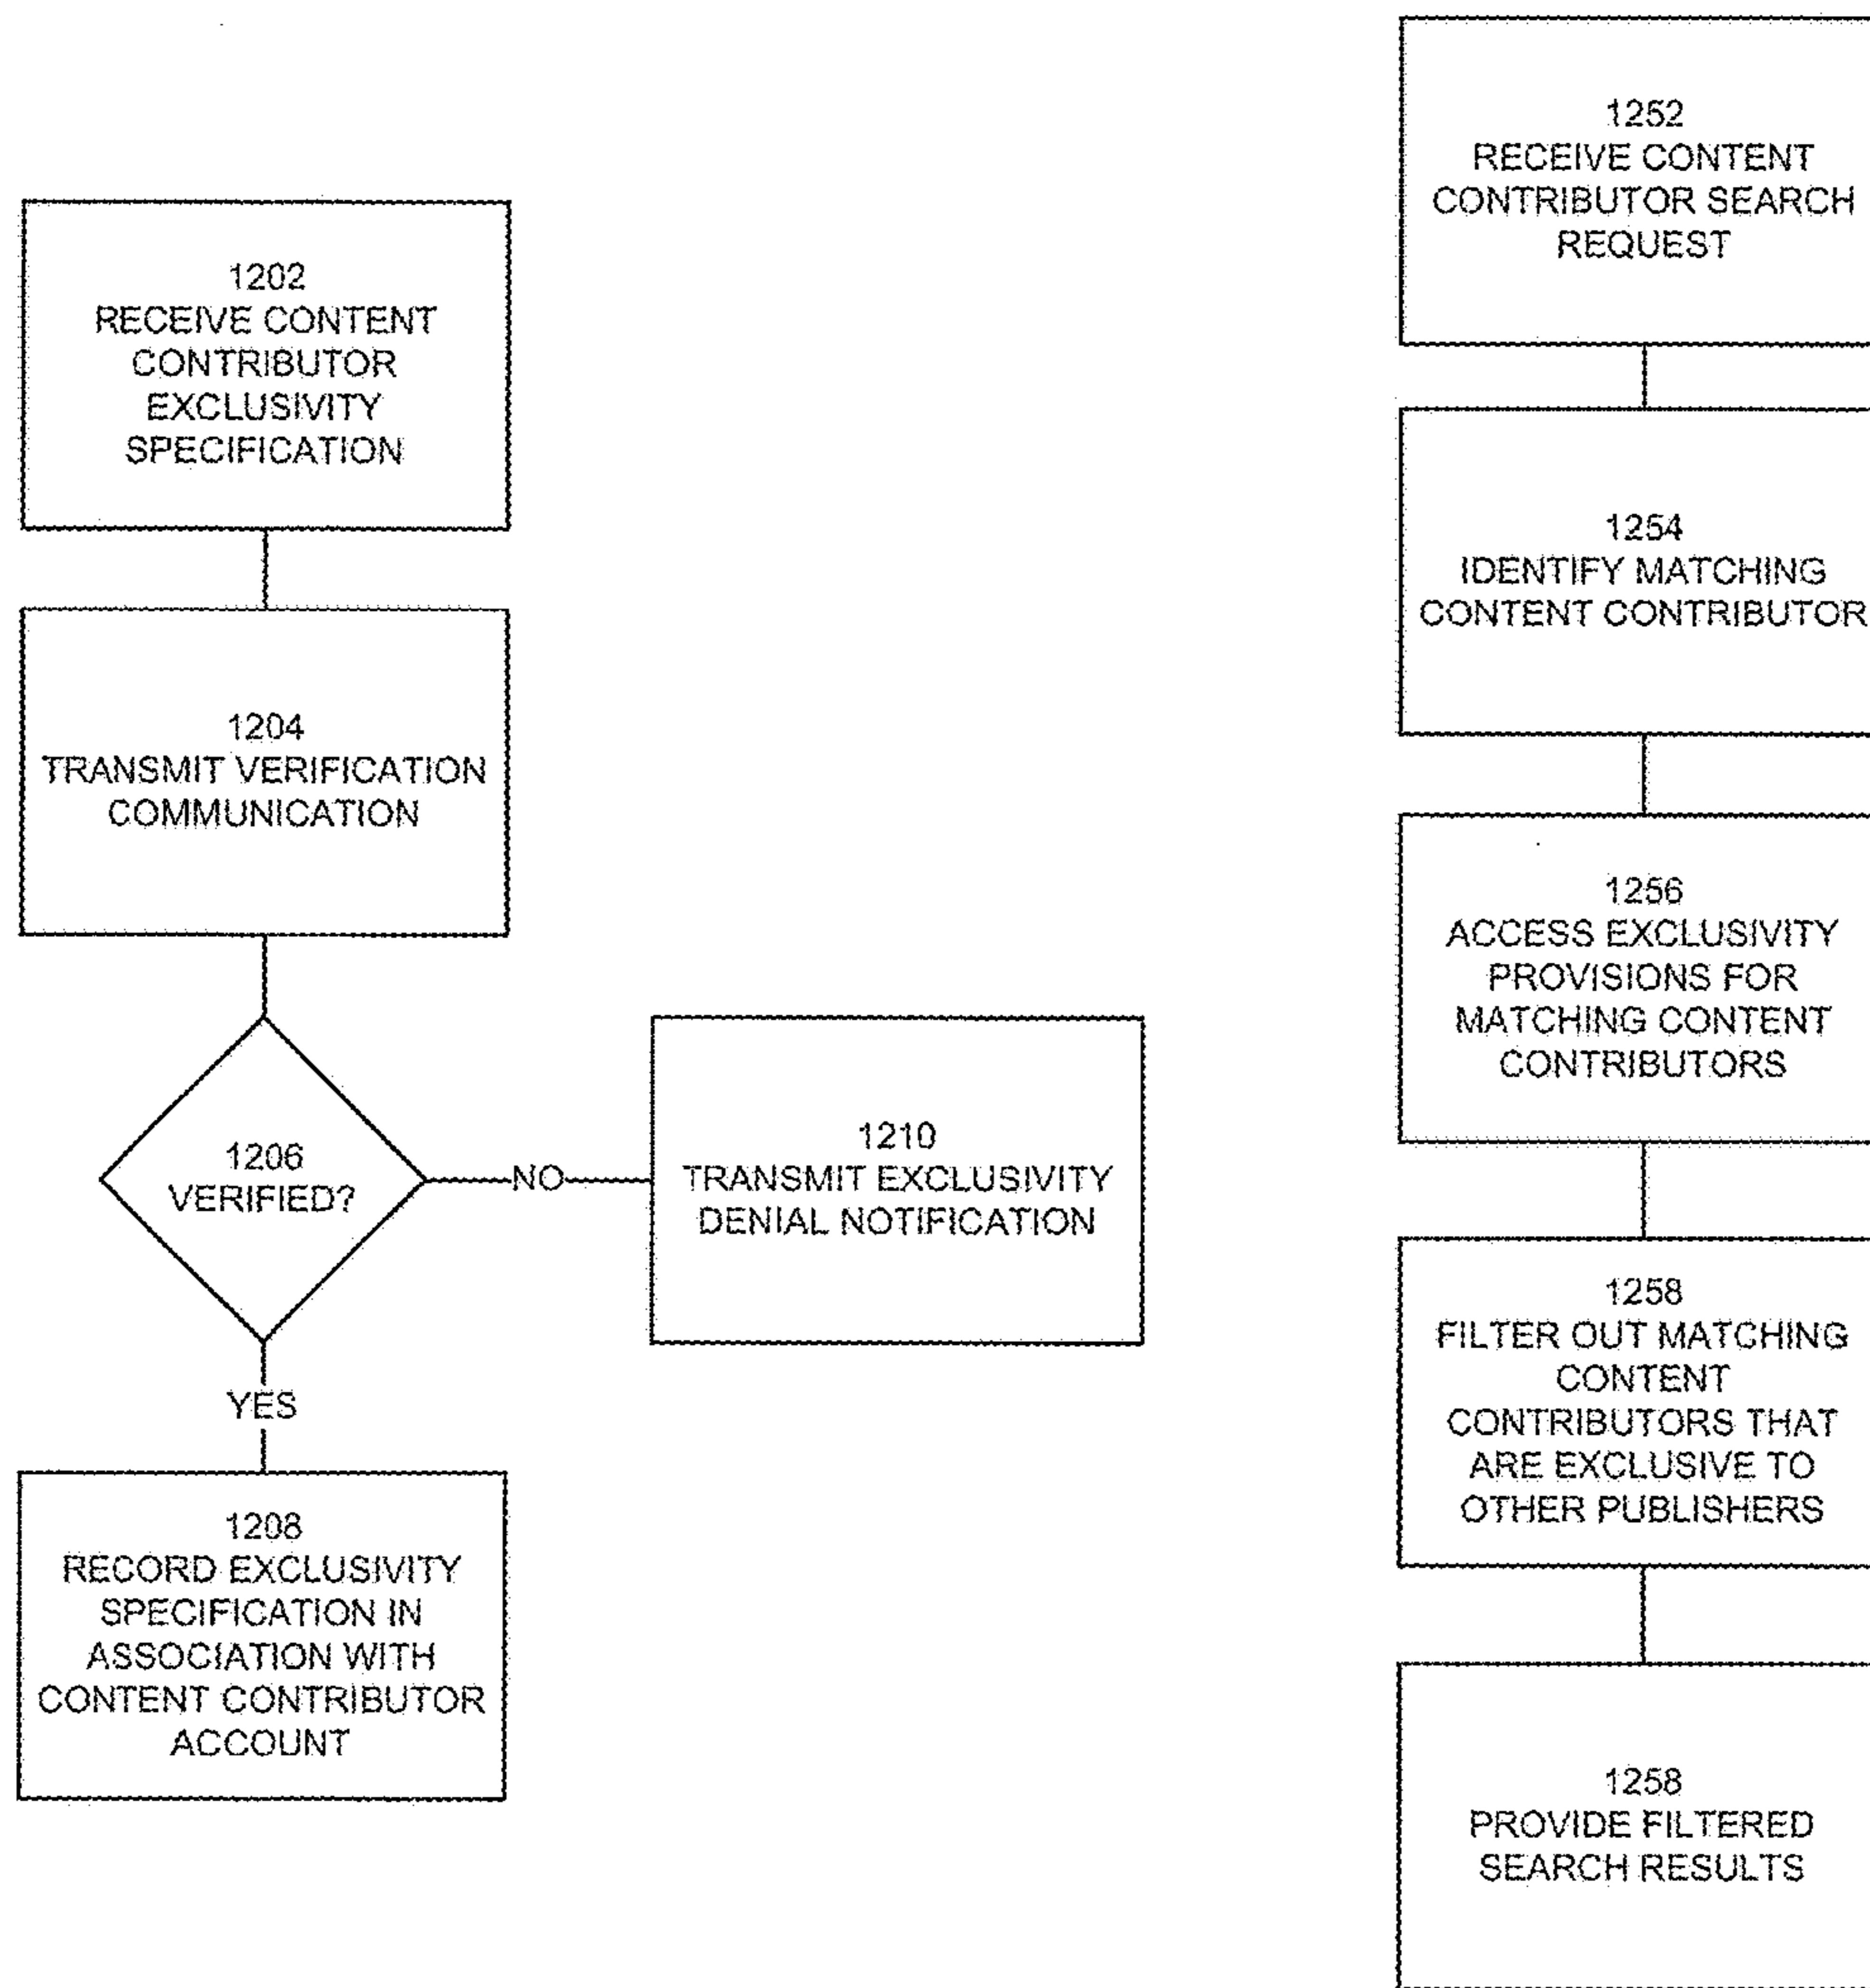 1202
RECEIVE CONTENT
CONTRIBUTOR
EXCLUSIVITY
SPECIFICATION
1204
TRANSMIT VERIFICATION
COMMUNICATION
1206
VERIFIED?
NO
1210
TRANSMIT EXCLUSIVITY
DENIAL NOTIFICATION
YES
1208
RECORD EXCLUSIVITY
SPECIFICATION IN
ASSOCIATION WITH
CONTENT CONTRIBUTOR
ACCOUNT
1252
RECEIVE CONTENT
CONTRIBUTOR SEARCH
REQUEST
1254
IDENTIFY MATCHING
CONTENT CONTRIBUTOR
1256
ACCESS EXCLUSIVITY
PROVISIONS FOR
MATCHING CONTENT
CONTRIBUTORS
1258
FILTER OUT MATCHING
CONTENT
CONTRIBUTORS THAT
ARE EXCLUSIVE TO
OTHER PUBLISHERS
1258
PROVIDE FILTERED
SEARCH RESULTS